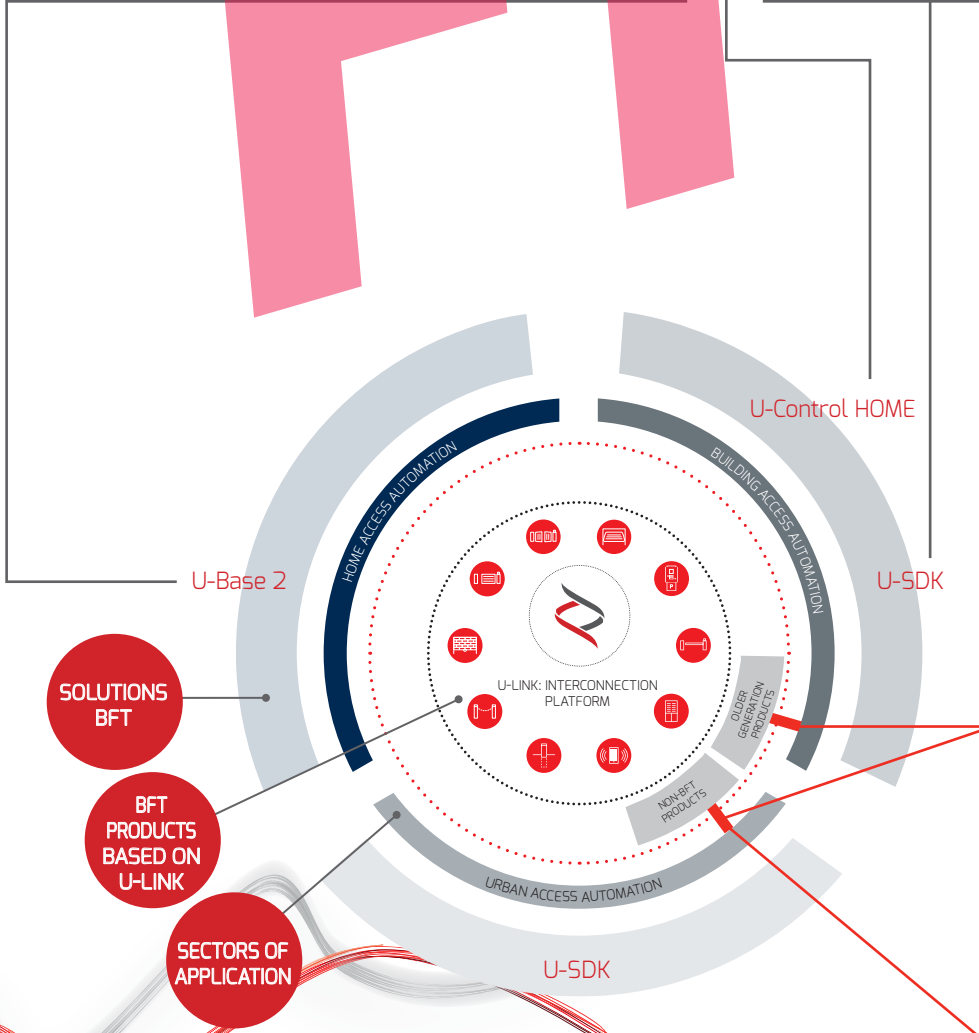 U-Control HOME
HOME ACCESS AUTOMATION
BUILDING ACCESS AUTOMATION
U-Base 2
U-SDK
P
SOLUTIONS
BFT
U-LINK: INTERCONNECTION
PLATFORM
OLDER
GENERATION
PRODUCTS
NON-BFT
PRODUCTS
BFT
PRODUCTS
BASED ON
U-LINK
URBAN ACCESS AUTOMATION
SECTORS OF
APPLICATION
U-SDK